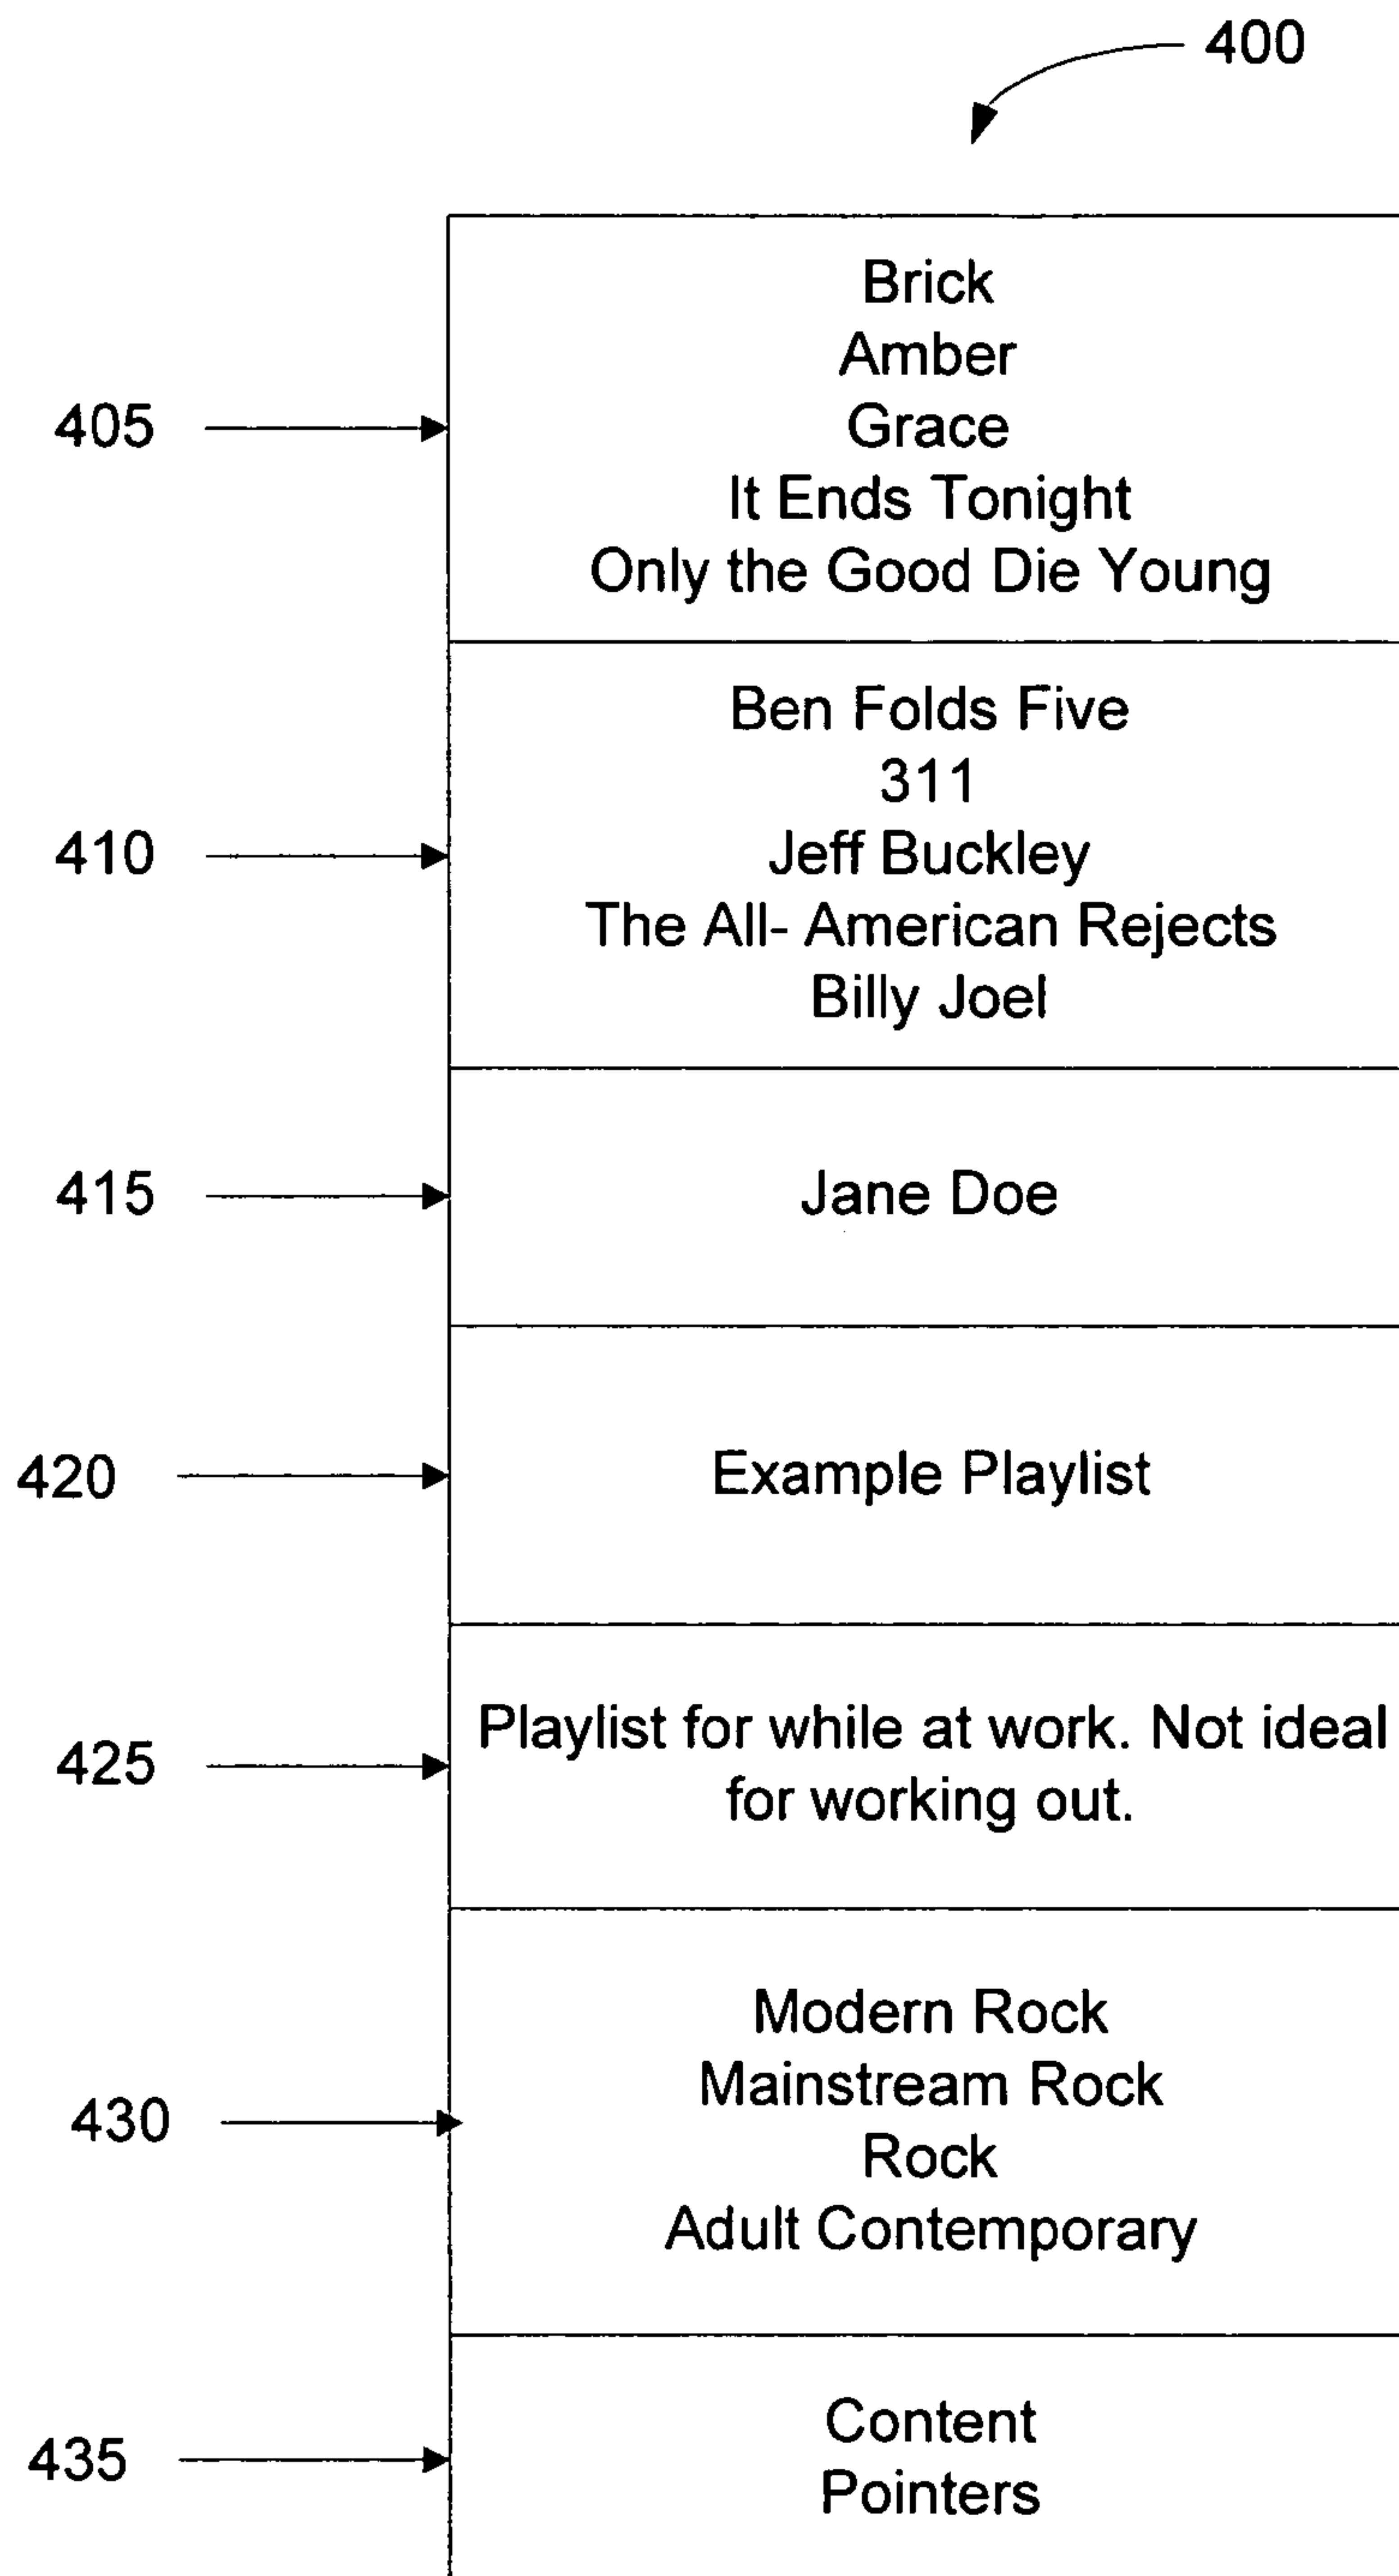 400
Brick
Amber
405
Grace
It Ends Tonight
Only the Good Die Young
Ben Folds Five
311
410
Jeff Buckley
The All- American Rejects
Billy Joel
415
Jane Doe
420
Example Playlist
425
Playlist for while at work. Not ideal
for working out.
Modern Rock
Mainstream Rock
430
Rock
Adult Contemporary
435
Content
Pointers